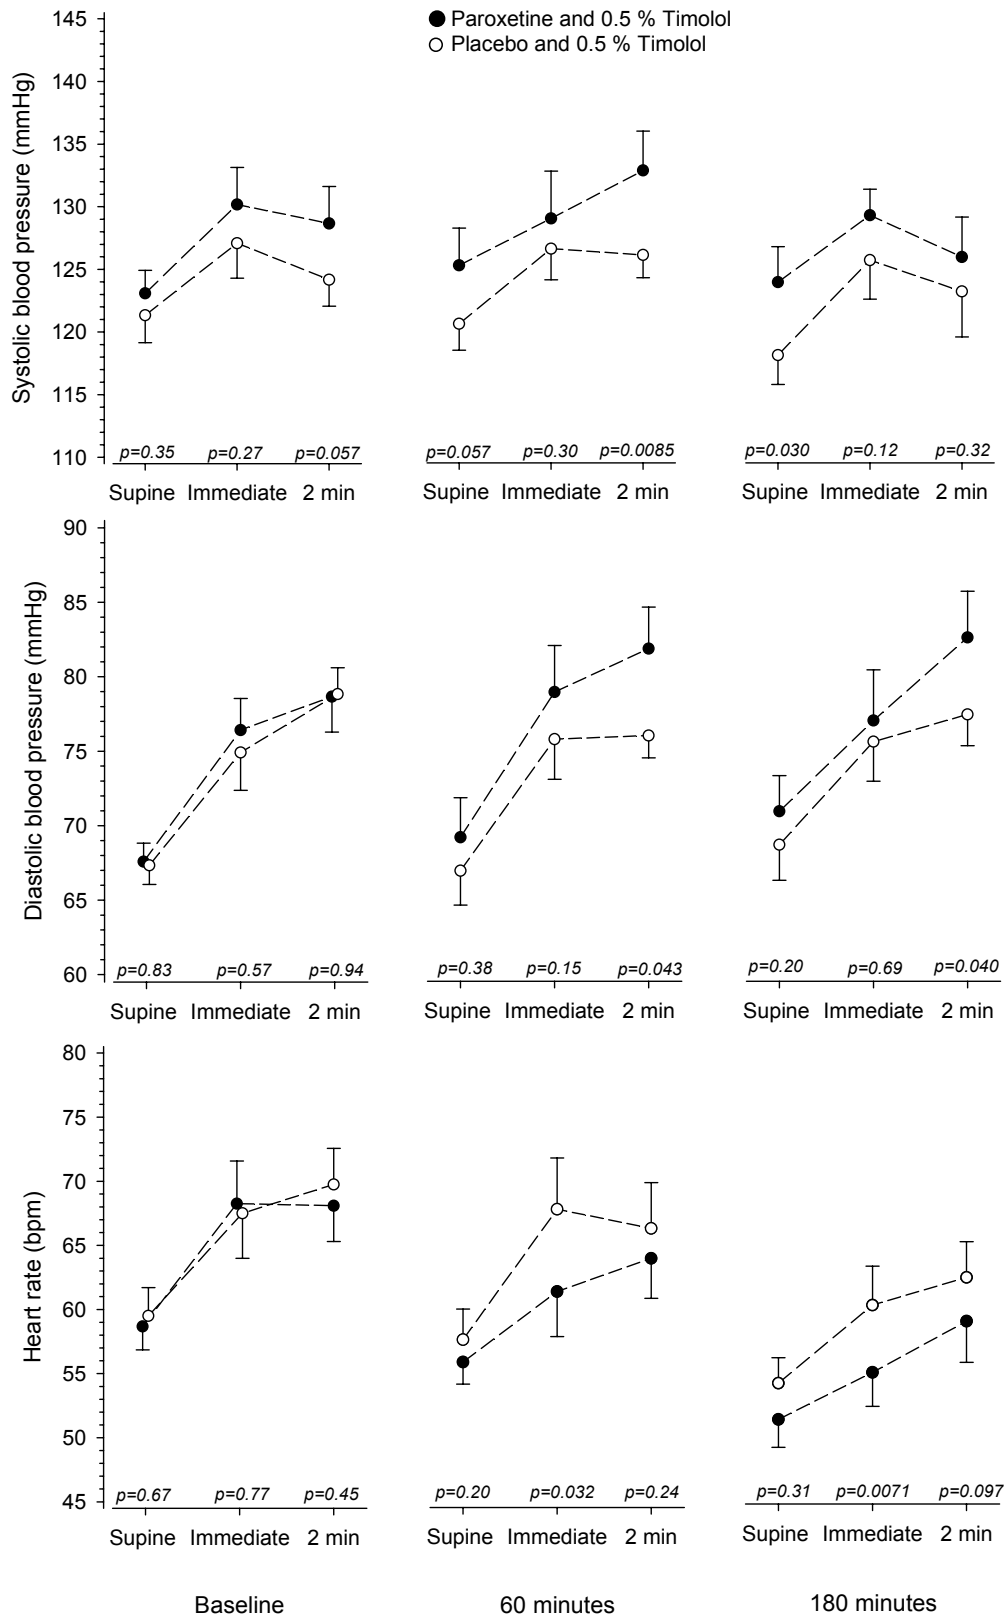 Paroxetine and 0.5 % Timolol
Placebo and 0.5 % Timolol
Systolic blood pressure (mmHg)
145
140
135
130
125
120
115
110
p=0.35 p=0.27 p=0.057 p=0.057 p=0.30 p=0.0085 p=0.030 p=0.12 p=0.32
Supine Immediate 2 min Supine Immediate 2 min Supine Immediate 2 min
Diastolic blood pressure (mmHg)
90
85
80
75
70
65
60
p=0.83 p=0.57 p=0.94 p=0.38 p=0.15 p=0.043 p=0.20 p=0.69 p=0.040
Supine Immediate 2 min Supine Immediate 2 min Supine Immediate 2 min
Heart rate (bpm)
80
75
70
65
60
55
50
45
p=0.67 p=0.77 p=0.45 p=0.20 p=0.032 p=0.24 p=0.31 p=0.0071 p=0.097
Supine Immediate 2 min Supine Immediate 2 min Supine Immediate 2 min
Baseline 60 minutes 180 minutes